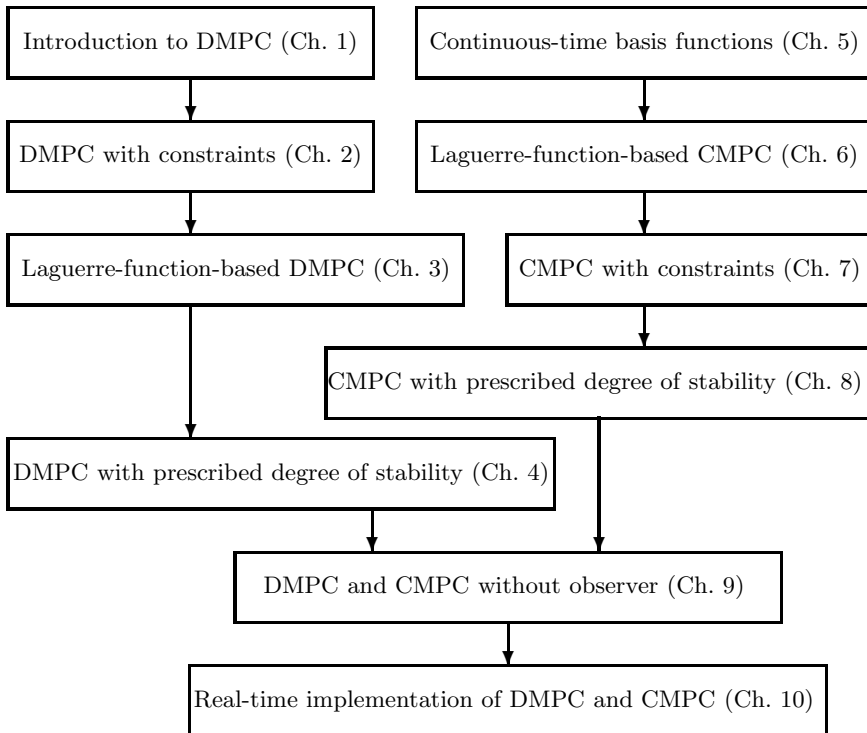 Introduction to DMPC (Ch. 1)
Continuous-time basis functions (Ch. 5)
DMPC with constraints (Ch. 2)
Laguerre-function-based CMPC (Ch. 6)
Laguerre-function-based DMPC (Ch. 3)
CMPC with constraints (Ch. 7)
CMPC with prescribed degree of stability (Ch. 8)
DMPC with prescribed degree of stability (Ch. 4)
DMPC and CMPC without observer (Ch. 9)
Real-time implementation of DMPC and CMPC (Ch. 10)